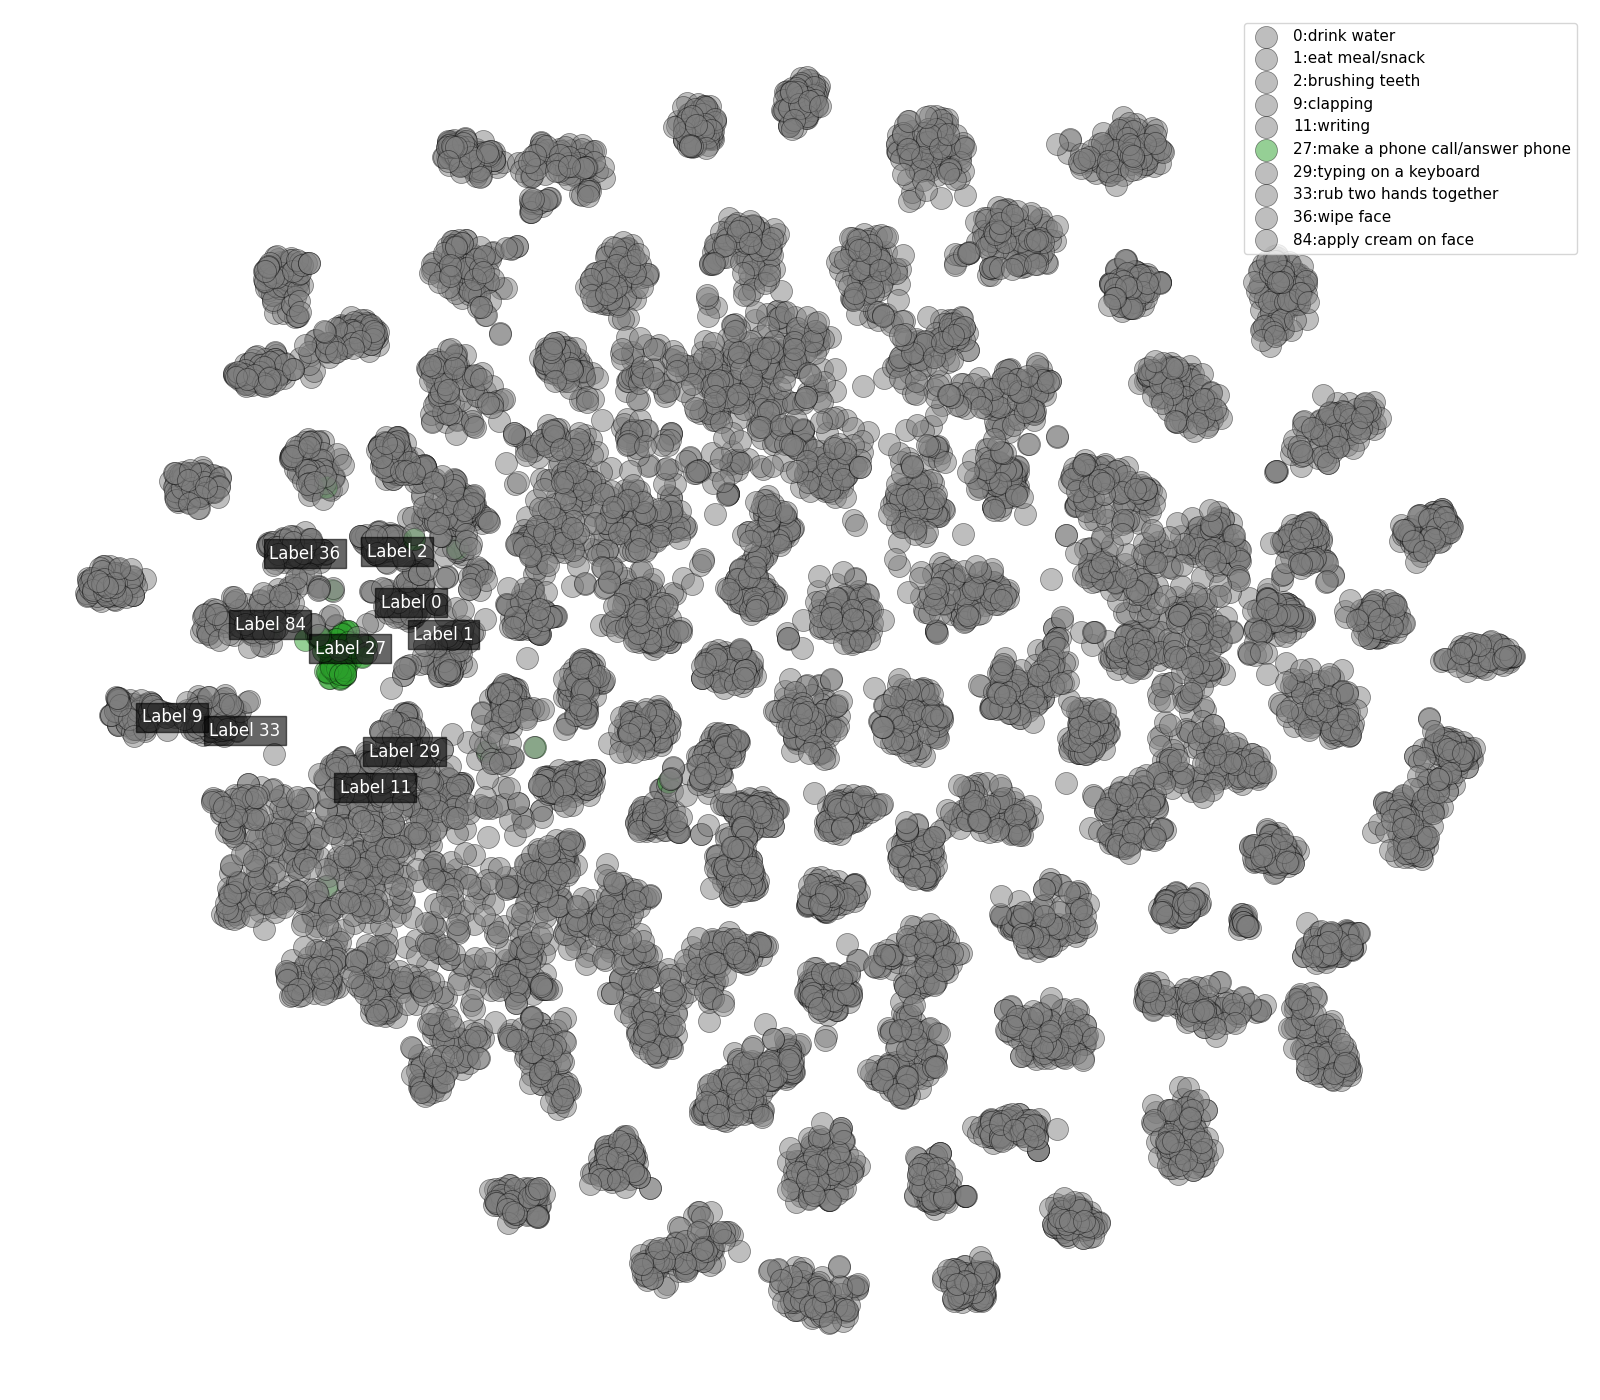 0:drink water
1:eat meal/snack
2:brushing teeth
9:clapping
11:writing
27:make a phone call/answer phone
29:typing on a keyboard
33:rub two hands together
36:wipe face
84:apply cream on face
Label 36
Label 2
Label 0
Label 84
Label 1
Label 27
Label 9
Label 33
Label 29
Label 11